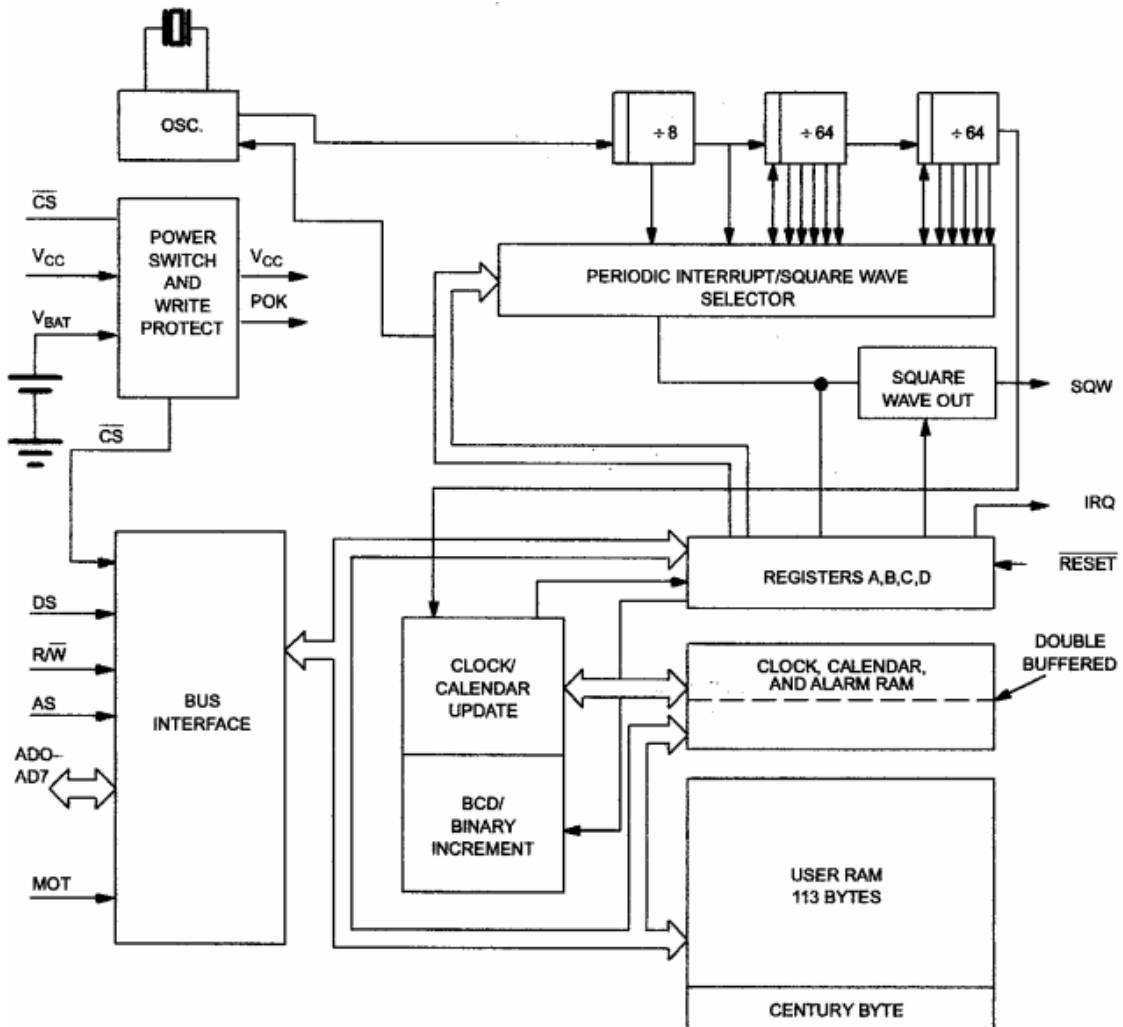 OSC.
÷ 8
÷ 64
÷ 64
CS
POWER
SWITCH
AND
WRITE
PROTECT
VCC
VCC
POK
VBAT
PERIODIC INTERRUPT/SQUARE WAVE
SELECTOR
SQUARE
WAVE OUT
SQW
CS
IRQ
REGISTERS A,B,C,D
RESET
BUS
INTERFACE
DS
R/W
AS
ADO–
AD7
MOT
CLOCK/
CALENDAR
UPDATE
BCD/
BINARY
INCREMENT
CLOCK, CALENDAR,
AND ALARM RAM
DOUBLE
BUFFERED
USER RAM
113 BYTES
CENTURY BYTE